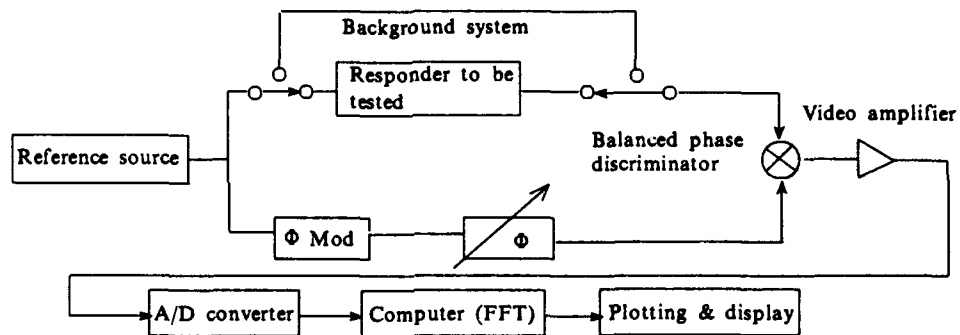 Background system
Responder to be
tested
Video amplifier
Reference source
Balanced phase
discriminator
Φ Mod
Φ
A/D converter
Computer (FFT)
Plotting & display